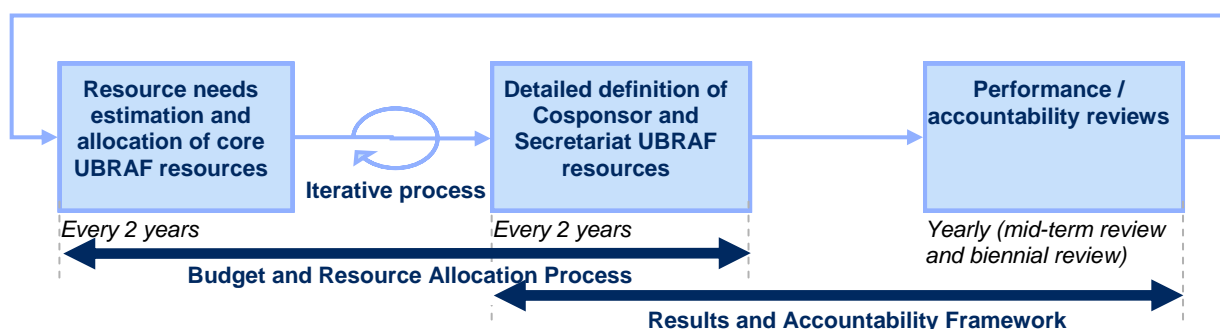 Resource needs
estimation and
allocation of core
UBRAF resources
Iterative process
Detailed definition of
Cosponsor and
Secretariat UBRAF
resources
Performance /
accountability reviews
Every 2 years
Every 2 years
Yearly (mid-term review
and biennial review)
Budget and Resource Allocation Process
Results and Accountability Framework